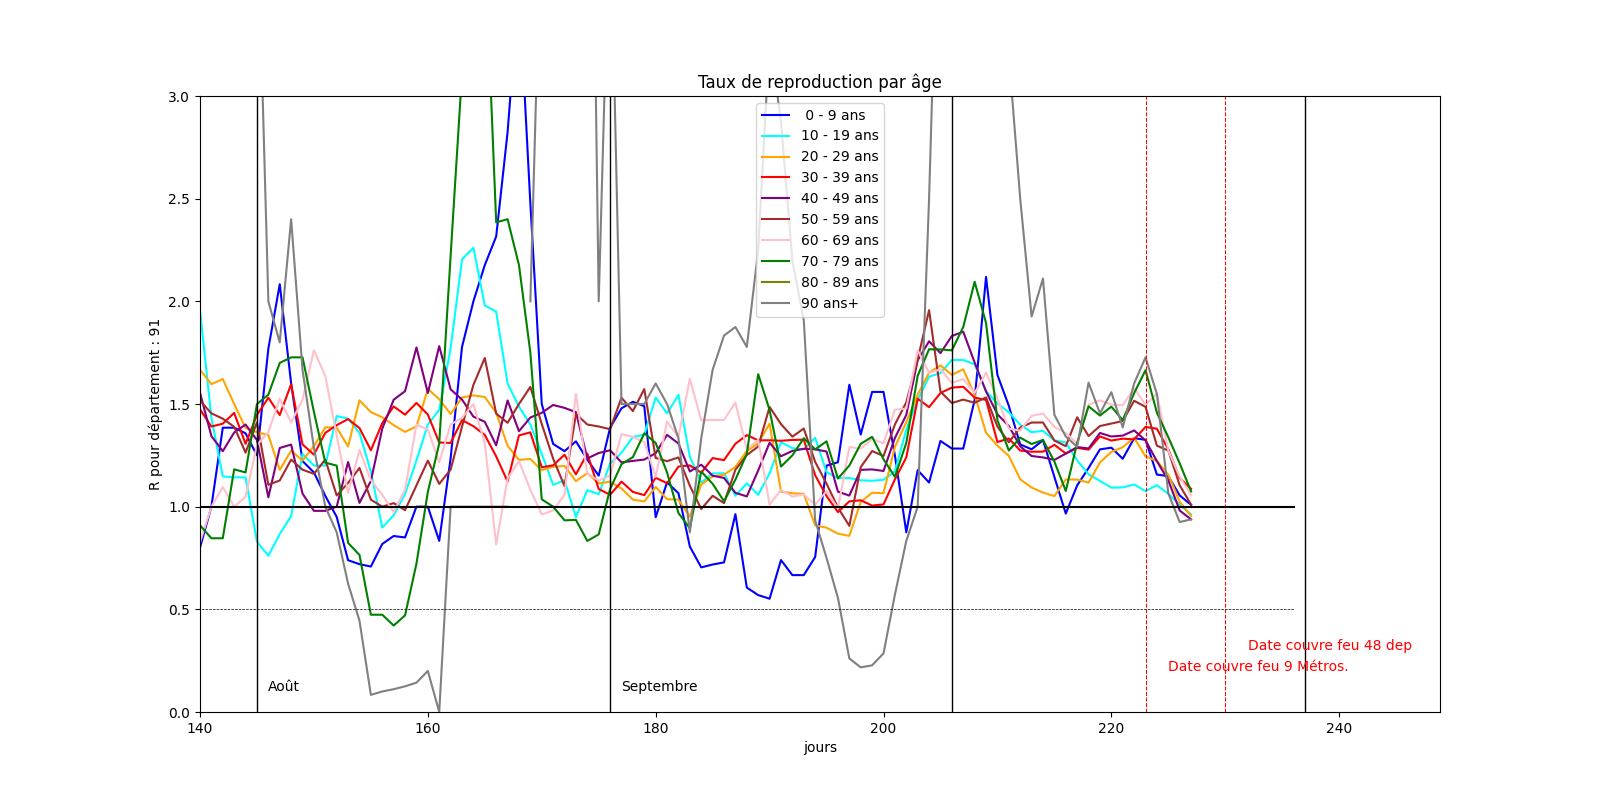 Taux de reproduction par âge
3.0
2.5
2.0
1.5
1.0
0.5
0.0
R pour département : 91
0 - 9 ans
10 - 19 ans
20 - 29 ans
30 - 39 ans
40 - 49 ans
50 - 59 ans
60 - 69 ans
70 - 79 ans
80 - 89 ans
90 ans+
Date couvre feu 48 dep
Date couvre feu 9 Métros.
Août
Septembre
140
160
180
200
220
240
jours